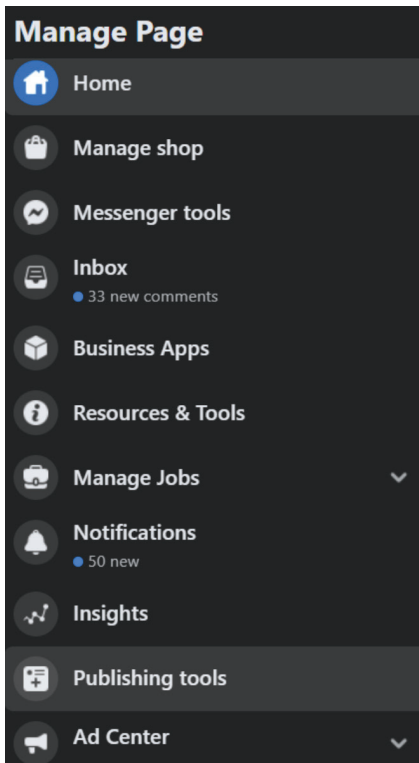 Manage Page
Home
Manage shop
Messenger tools
Inbox
33 new comments
Business Apps
Resources & Tools
Manage Jobs
Notifications
50 new
Insights
Publishing tools
Ad Center